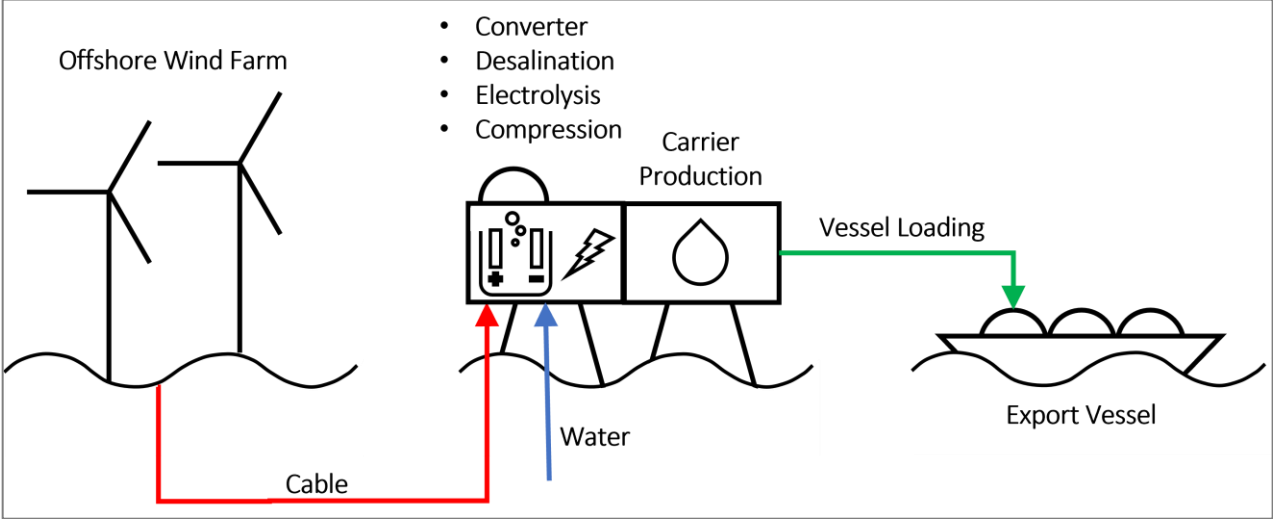 Offshore Wind Farm
• Converter
• Desalination
• Electrolysis
• Compression
Carrier
Production
Vessel Loading
Export Vessel
Water
Cable